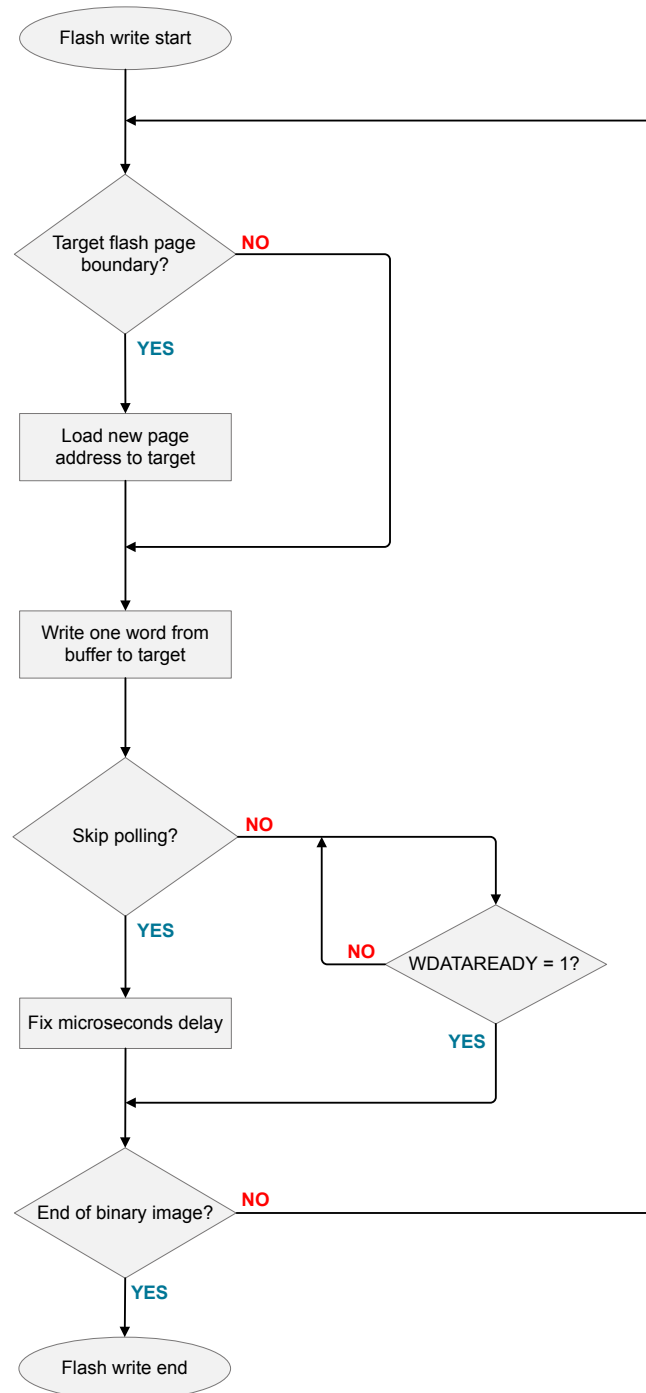 Flash write start
Target flash page
boundary?
NO
YES
Load new page
address to target
Write one word from
buffer to target
Skip polling?
NO
YES
NO
WDATAREADY = 1?
YES
Fix microseconds delay
End of binary image?
NO
YES
Flash write end